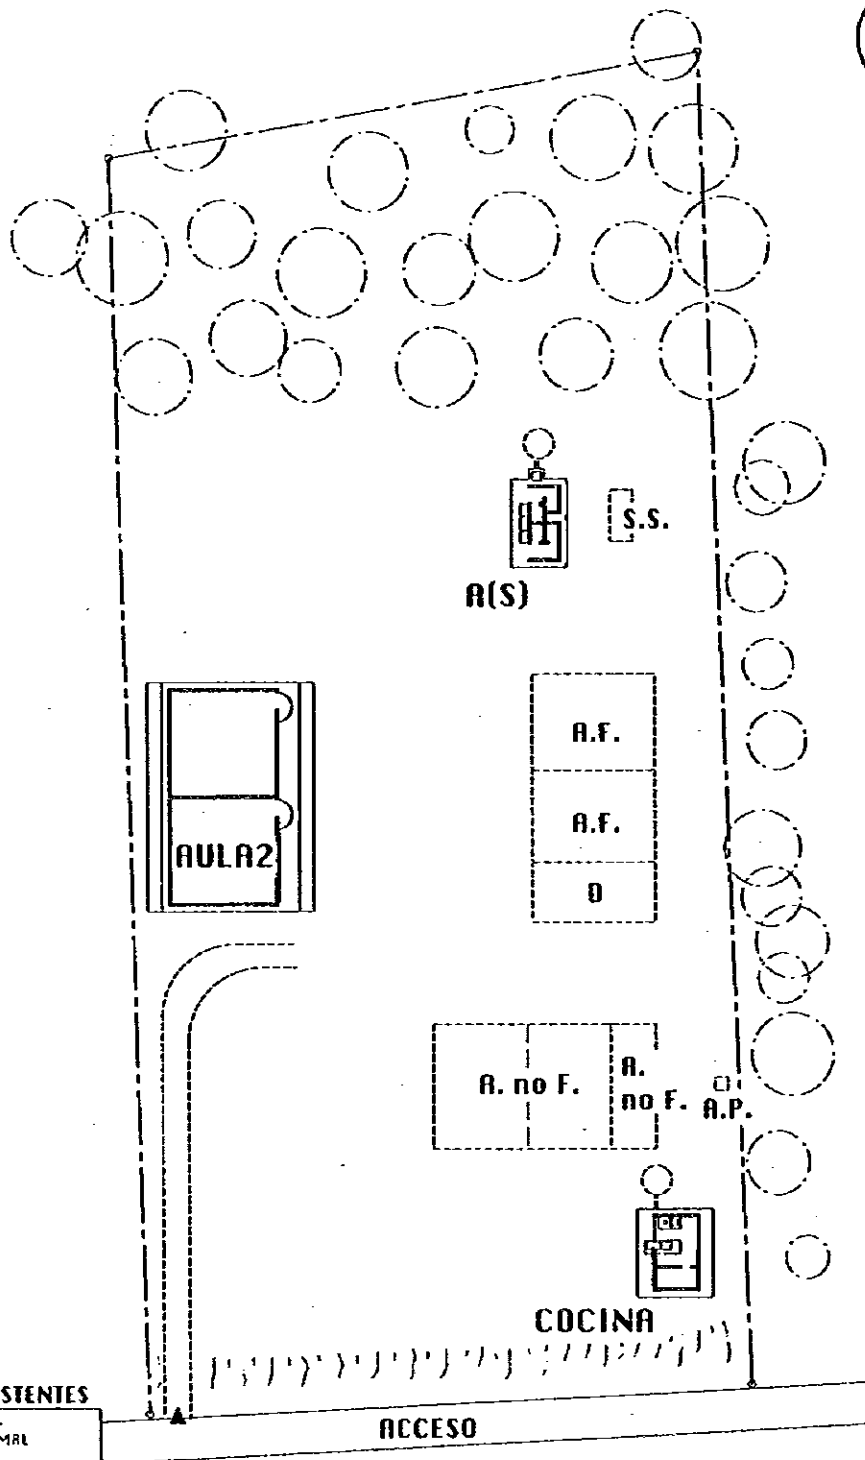 S.S.
A(S)
A.F.
A.F.
AULA2
D
A. no F.
A.
no F.
A.P.
COCINA
STENTES
ACCESO